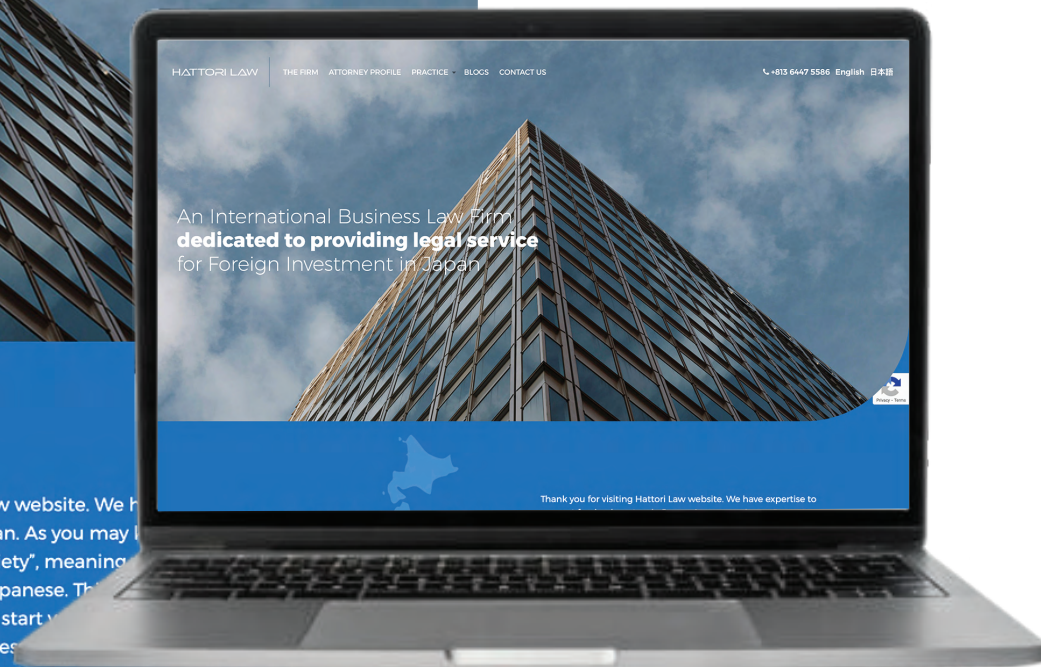 HATTORI LAW
THE FIRM ATTORNEY PROFILE PRACTICE BLOGS CONTACT US
+813 6447 5586 English 日本語
An International Business Law Firm
dedicated to providing legal service
for Foreign Investment in Japan
Privacy - Terms
Thank you for visiting Hattori Law website. We have expertise to
w website. We h
an. As you may
ety”, meaning
panese. Th
start
es